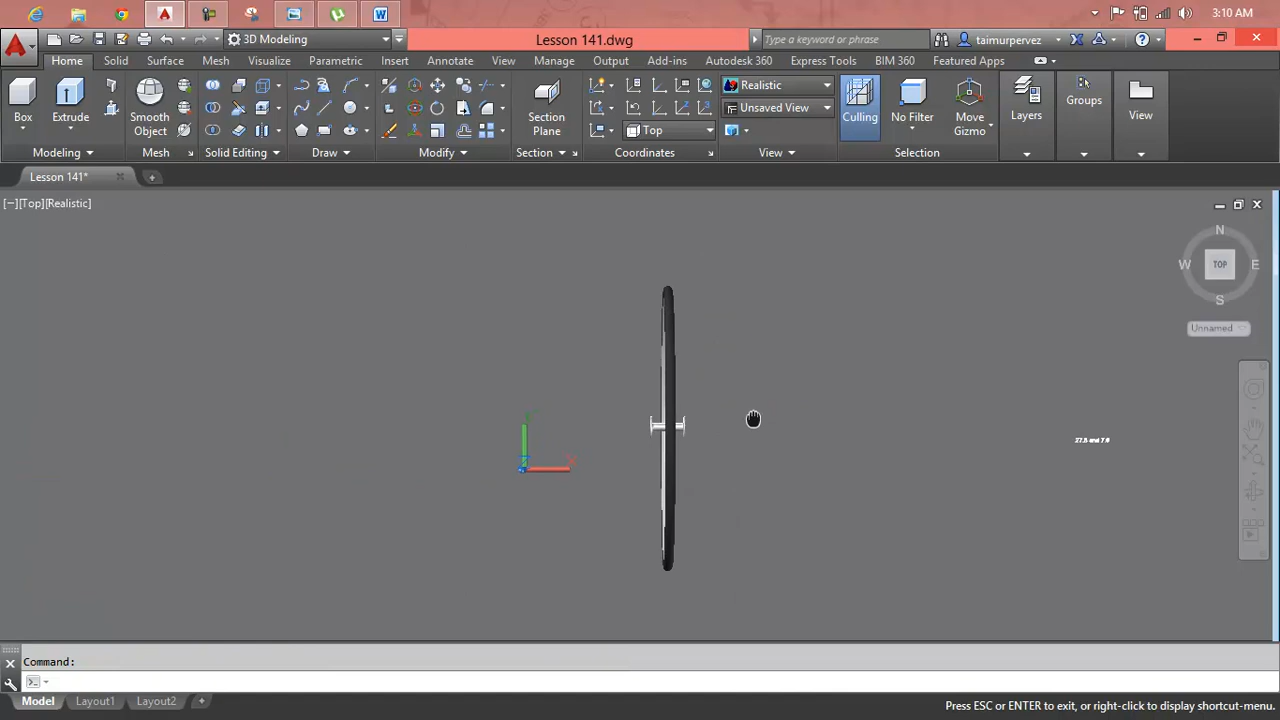 3:10 AM
3D Modeling
Lesson 141.dwg
Type a keyword or phrase
taimurpervez
Home
Solid
Surface
Mesh
Visualize
Parametric
Insert
Annotate
View
Manage
Output
Add-ins
Autodesk 360
Express Tools
BIM 360
Featured Apps
Box
Extrude
Smooth
Object
Section
Plane
Realistic
Unsaved View
Top
Culling
No Filter
Move
Gizmo
Layers
Groups
View
Modeling
Mesh
Solid Editing
Draw
Modify
Section
Coordinates
View
Selection
Lesson 141*
[−][Top][Realistic]
N
W
TOP
E
S
Unnamed
Command:
Model
Layout1
Layout2
Press ESC or ENTER to exit, or right-click to display shortcut-menu.